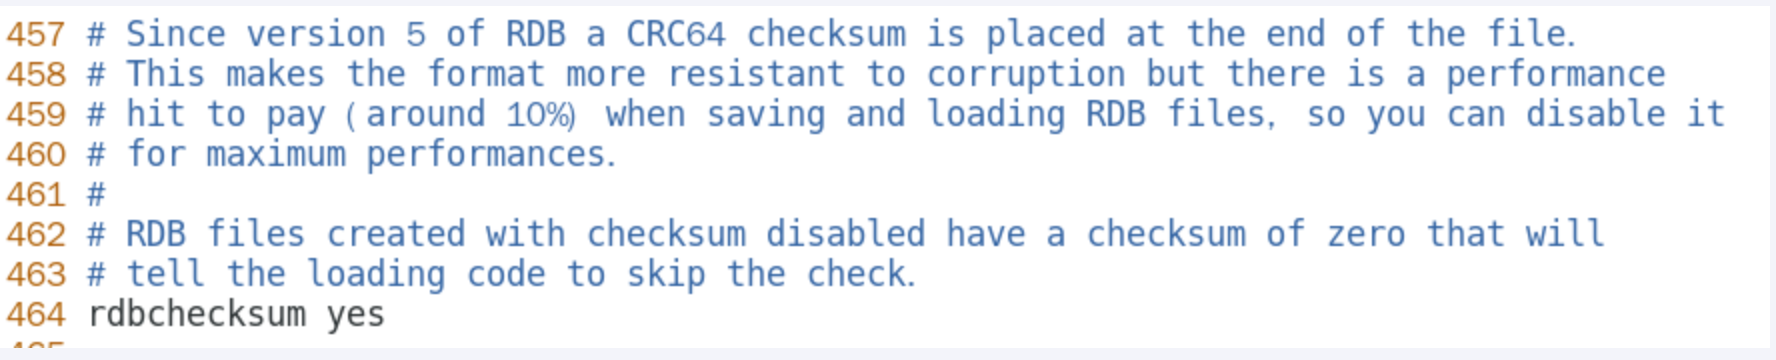 457 # Since version 5 of RDB a CRC64 checksum is placed at the end of the file.
458 # This makes the format more resistant to corruption but there is a performance
459 # hit to pay (around 10%) when saving and loading RDB files, so you can disable it
460 # for maximum performances.
461 #
462 # RDB files created with checksum disabled have a checksum of zero that will
463 # tell the loading code to skip the check.
464 rdbchecksum yes